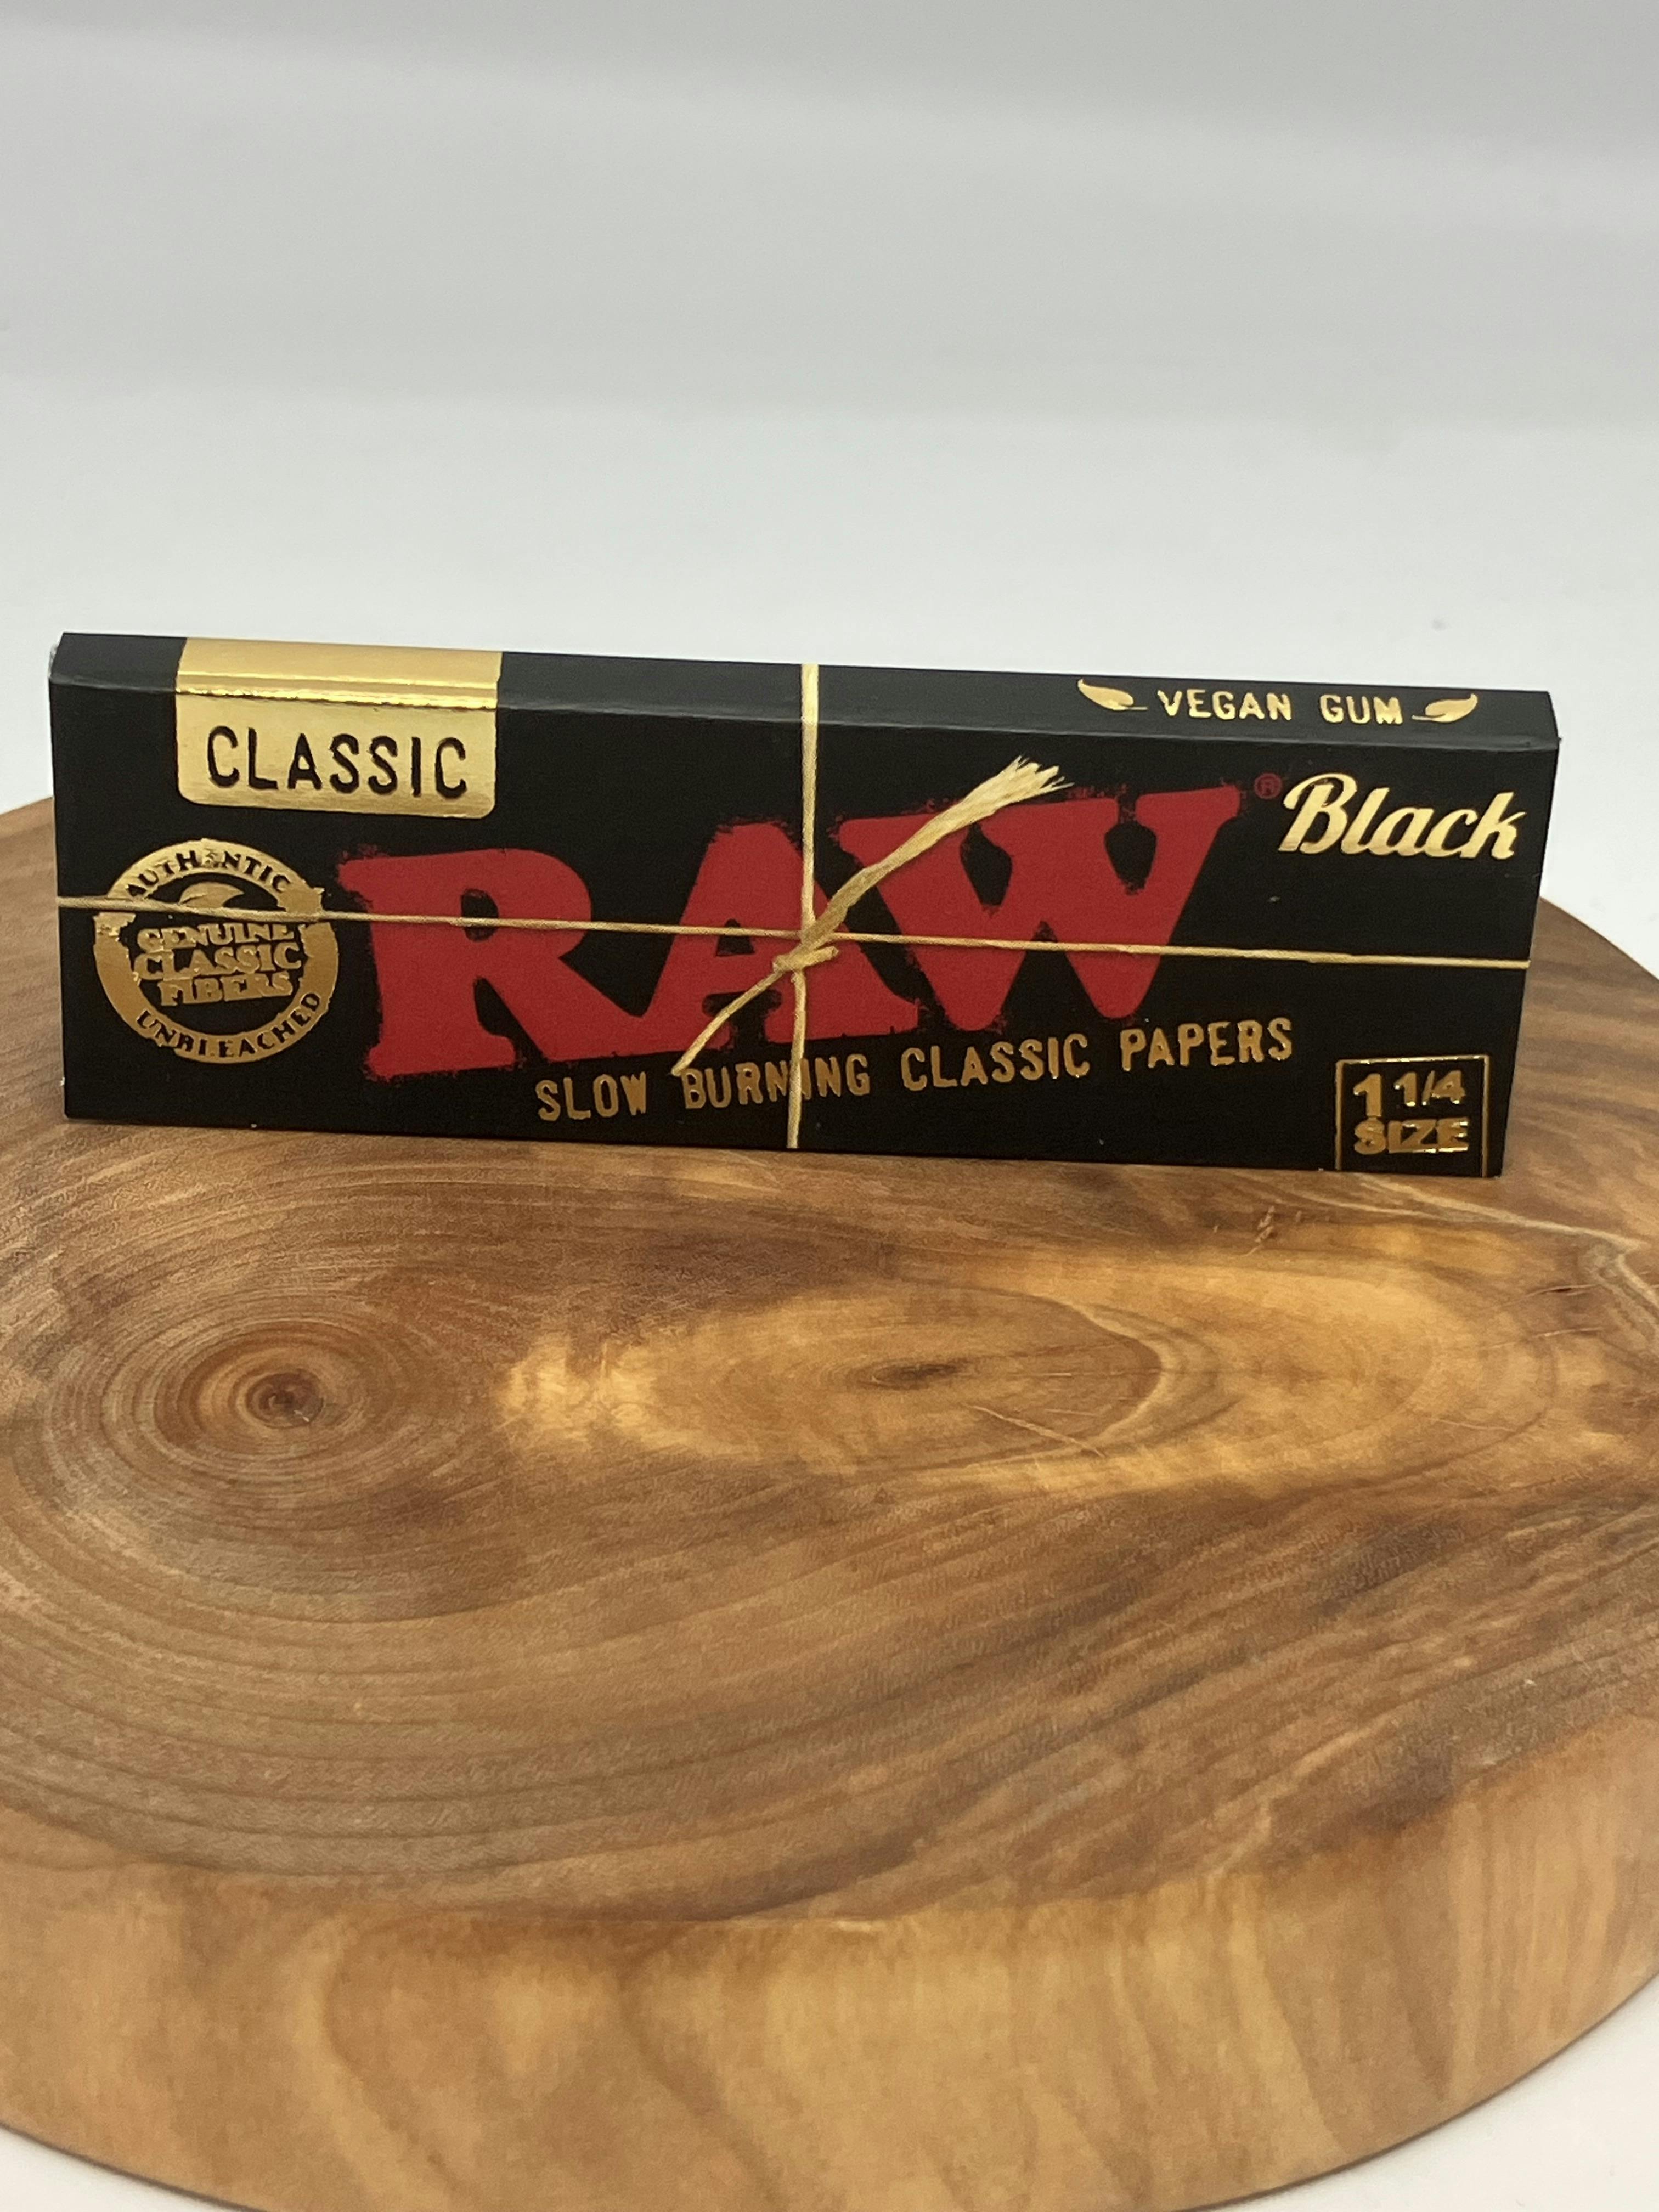 VEGAN GUM
CLASSIC
RAW® Black
AUTHENTIC
GENUINE
CLASSIC
FIBERS
UNBLEACHED
SLOW BURNING CLASSIC PAPERS
1 1/4
SIZE